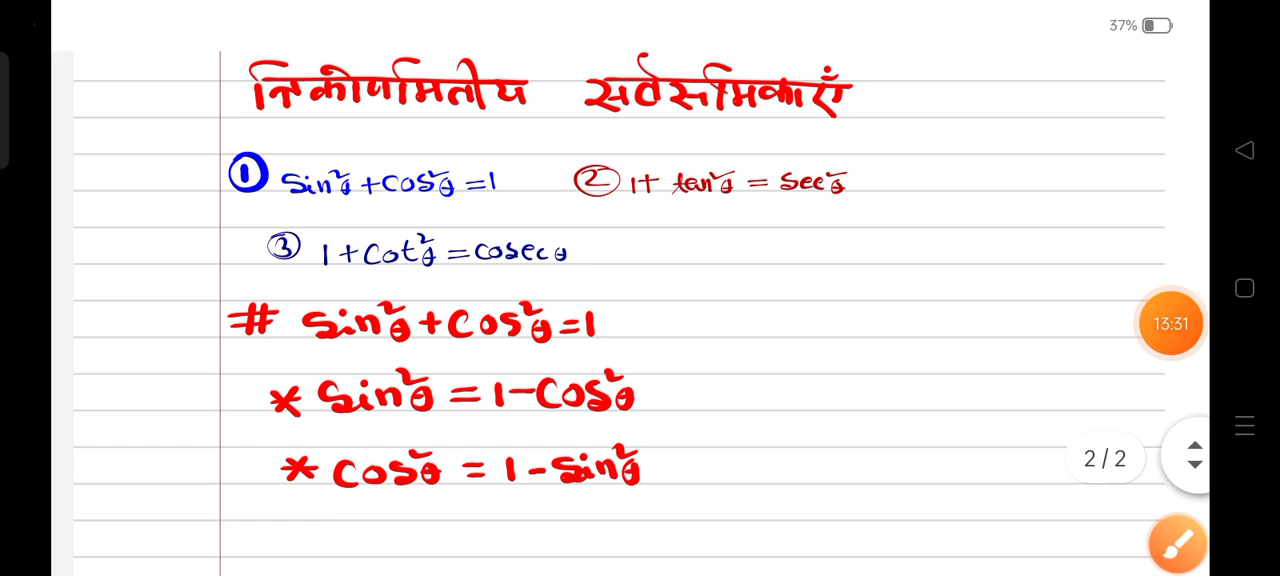 37%
त्रिकोणमितीय सर्वसमिकाएँ
① sin²θ + cos²θ = 1 ② 1 + tan²θ = sec²θ
③ 1 + cot²θ = cosec θ
# sin²θ + cos²θ = 1
13:31
* sin²θ = 1 - cos²θ
2 / 2
* cos²θ = 1 - sin²θ